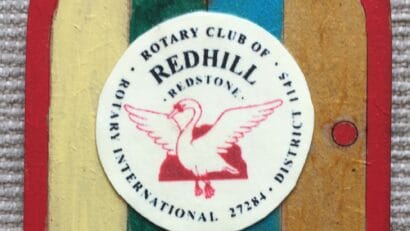 ROTARY CLUB OF
REDHILL
· REDSTONE ·
· ROTARY INTERNATIONAL 27284 · DISTRICT 1145